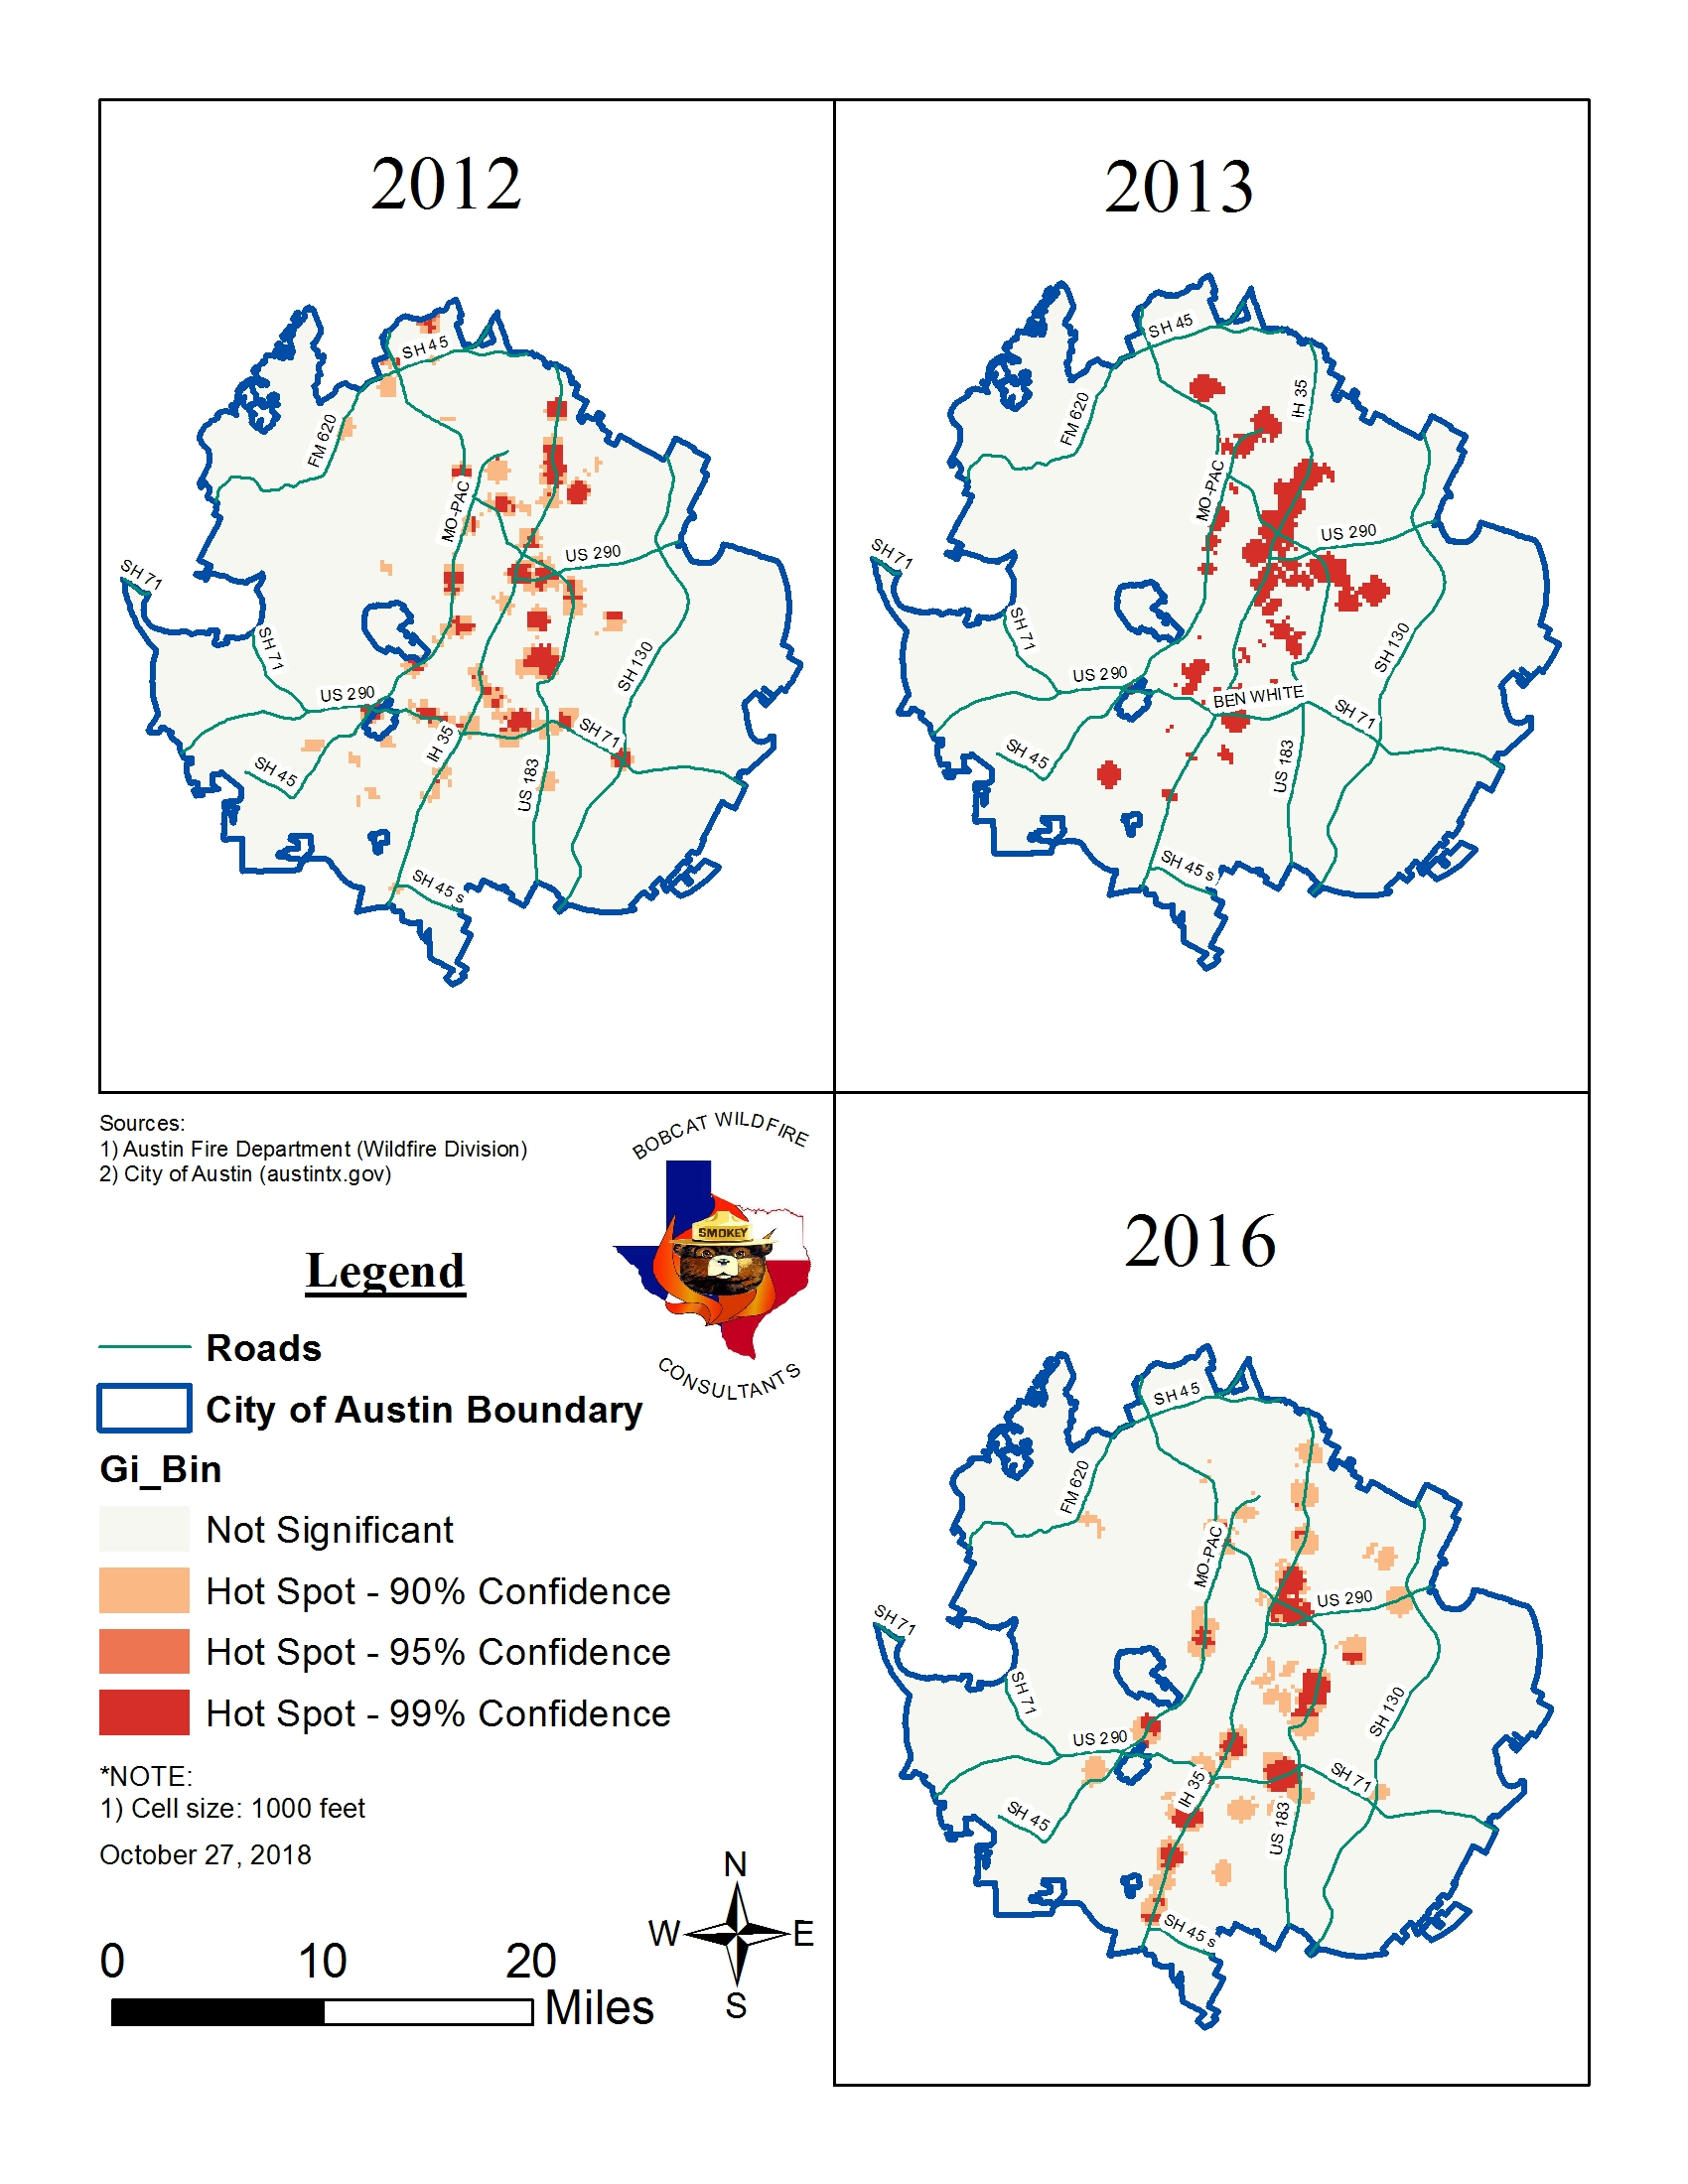 2012
SH 45
FM 620
MO-PAC
US 290
SH 71
SH 71
SH 130
US 290
SH 71
IH 35
SH 45
US 183
SH 45 s
2013
SH 45
IH 35
FM 620
MO-PAC
US 290
SH 71
SH 71
SH 130
US 290
BEN WHITE
SH 71
SH 45
US 183
SH 45 s
Sources:
1) Austin Fire Department (Wildfire Division)
2) City of Austin (austintx.gov)
BOBCAT WILDFIRE
SMOKEY
CONSULTANTS
Legend
Roads
City of Austin Boundary
Gi_Bin
Not Significant
Hot Spot - 90% Confidence
Hot Spot - 95% Confidence
Hot Spot - 99% Confidence
*NOTE:
1) Cell size: 1000 feet
October 27, 2018
N
W E
S
0 10 20
Miles
2016
SH 45
FM 620
MO-PAC
US 290
SH 71
SH 71
SH 130
US 290
SH 71
IH 35
SH 45
US 183
SH 45 s